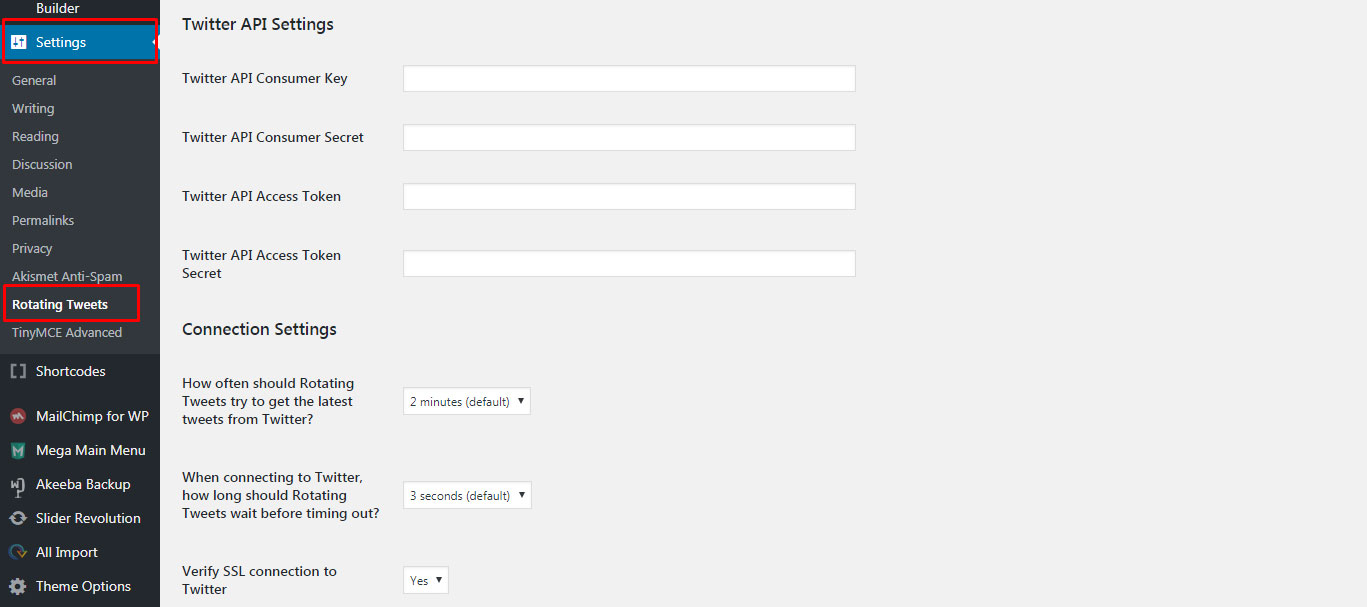 Builder
Settings
General
Writing
Reading
Discussion
Media
Permalinks
Privacy
Akismet Anti-Spam
Rotating Tweets
TinyMCE Advanced
Shortcodes
MailChimp for WP
Mega Main Menu
Akeeba Backup
Slider Revolution
All Import
Theme Options
Twitter API Settings
Twitter API Consumer Key
Twitter API Consumer Secret
Twitter API Access Token
Twitter API Access Token
Secret
Connection Settings
How often should Rotating
Tweets try to get the latest
tweets from Twitter?
2 minutes (default)
When connecting to Twitter,
how long should Rotating
Tweets wait before timing out?
3 seconds (default)
Verify SSL connection to
Twitter
Yes